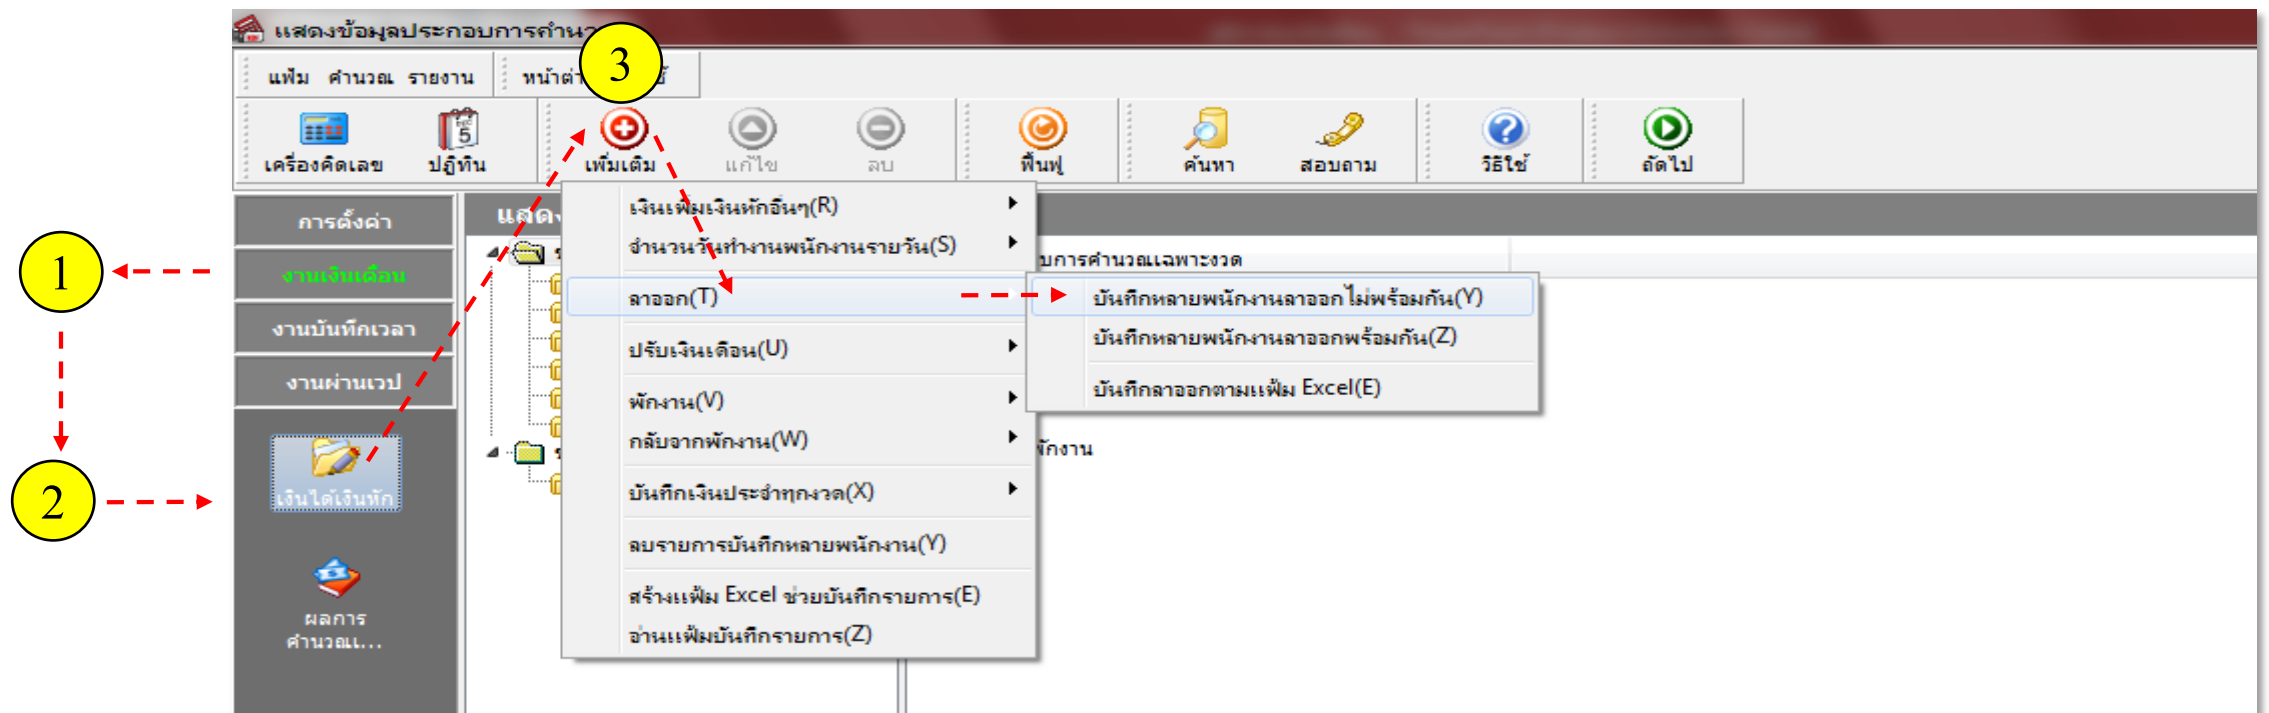 แสดงข้อมูลประกอบการคำนว
3
แฟ้ม คำนวณ รายงาน หน้าต่า
เครื่องคิดเลข ปฏิทิน เพิ่มเติม แก้ไข ลบ ฟื้นฟู ค้นหา สอบถาม วิธีใช้ ถัดไป
5
การตั้งค่า
แสดง
1
งานเงินเดือน
งานบันทึกเวลา
งานผ่านเวป
2
เงินได้เงินหัก
ผลการ
คำนวณเ...
เงินเพิ่มเงินหักอื่นๆ(R)
จำนวนวันทำงานพนักงานรายวัน(S)
ลาออก(T)
ปรับเงินเดือน(U)
พักงาน(V)
กลับจากพักงาน(W)
บันทึกเงินประจำทุกงวด(X)
ลบรายการบันทึกหลายพนักงาน(Y)
สร้างแฟ้ม Excel ช่วยบันทึกรายการ(E)
อ่านแฟ้มบันทึกรายการ(Z)
บการคำนวณเฉพาะงวด
บันทึกหลายพนักงานลาออกไม่พร้อมกัน(Y)
บันทึกหลายพนักงานลาออกพร้อมกัน(Z)
บันทึกลาออกตามแฟ้ม Excel(E)
พักงาน